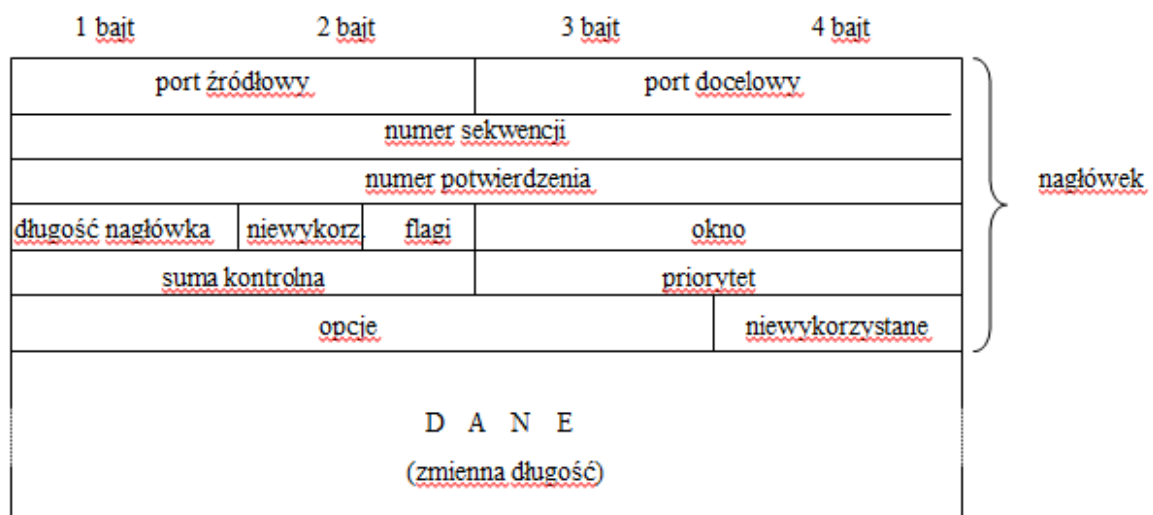 1 bajt 2 bajt 3 bajt 4 bajt
port źródłowy port docelowy
numer sekwencji
numer potwierdzenia
nagłówek
długość nagłówka niewykorz. flagi okno
suma kontrolna priorytet
opcje niewykorzystane
D A N E
(zmienna długość)